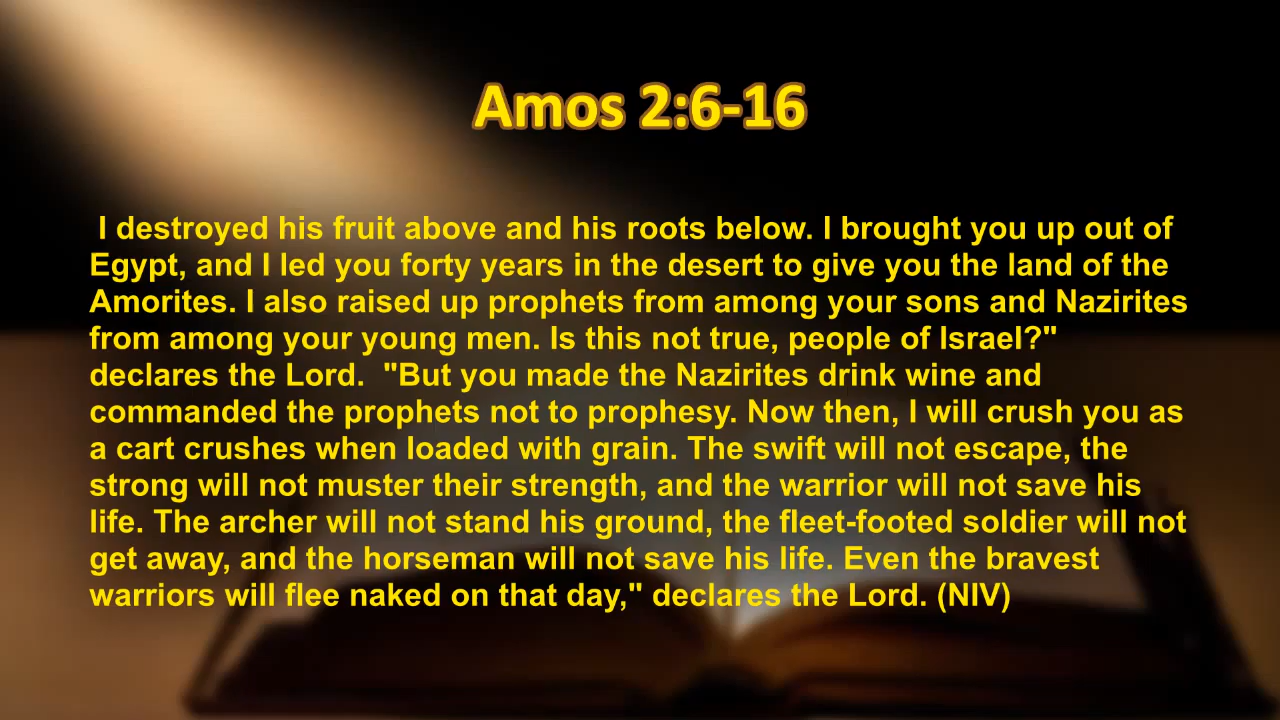 Amos 2:6-16
I destroyed his fruit above and his roots below. I brought you up out of
Egypt, and I led you forty years in the desert to give you the land of the
Amorites. I also raised up prophets from among your sons and Nazirites
from among your young men. Is this not true, people of Israel?"
declares the Lord.  "But you made the Nazirites drink wine and
commanded the prophets not to prophesy. Now then, I will crush you as
a cart crushes when loaded with grain. The swift will not escape, the
strong will not muster their strength, and the warrior will not save his
life. The archer will not stand his ground, the fleet-footed soldier will not
get away, and the horseman will not save his life. Even the bravest
warriors will flee naked on that day," declares the Lord. (NIV)